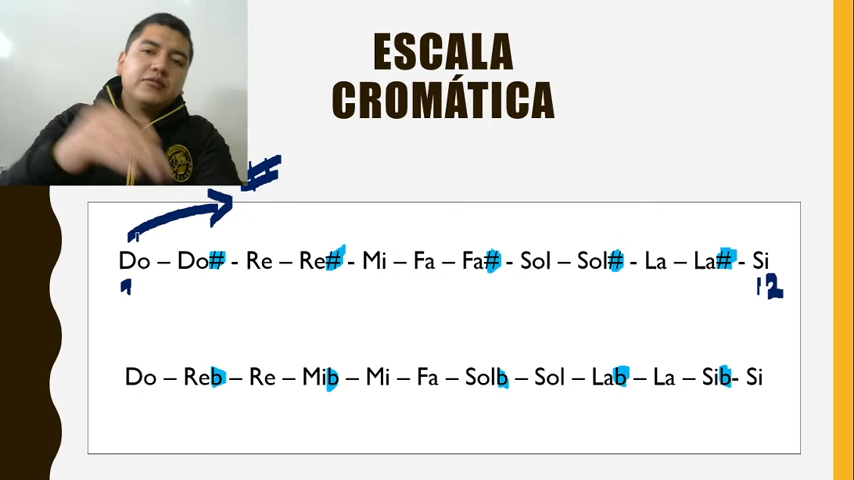 ESCALA
CROMÁTICA
#
Do – Do# - Re – Re# - Mi – Fa – Fa# - Sol – Sol# - La – La# - Si
1 12
Do – Reb – Re – Mib – Mi – Fa – Solb – Sol – Lab – La – Sib- Si